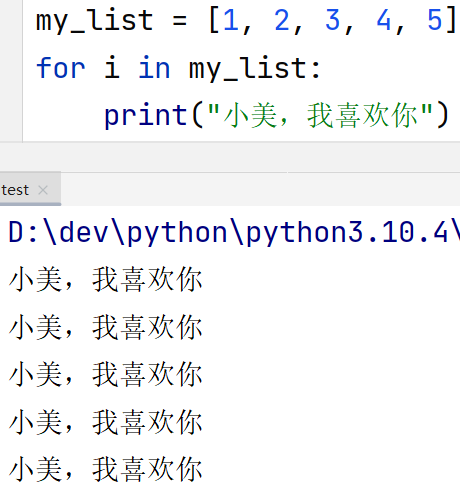 my_list = [1, 2, 3, 4, 5]
for i in my_list:
    print("小美，我喜欢你")
test ×
D:\dev\python\python3.10.4\
小美，我喜欢你
小美，我喜欢你
小美，我喜欢你
小美，我喜欢你
小美，我喜欢你